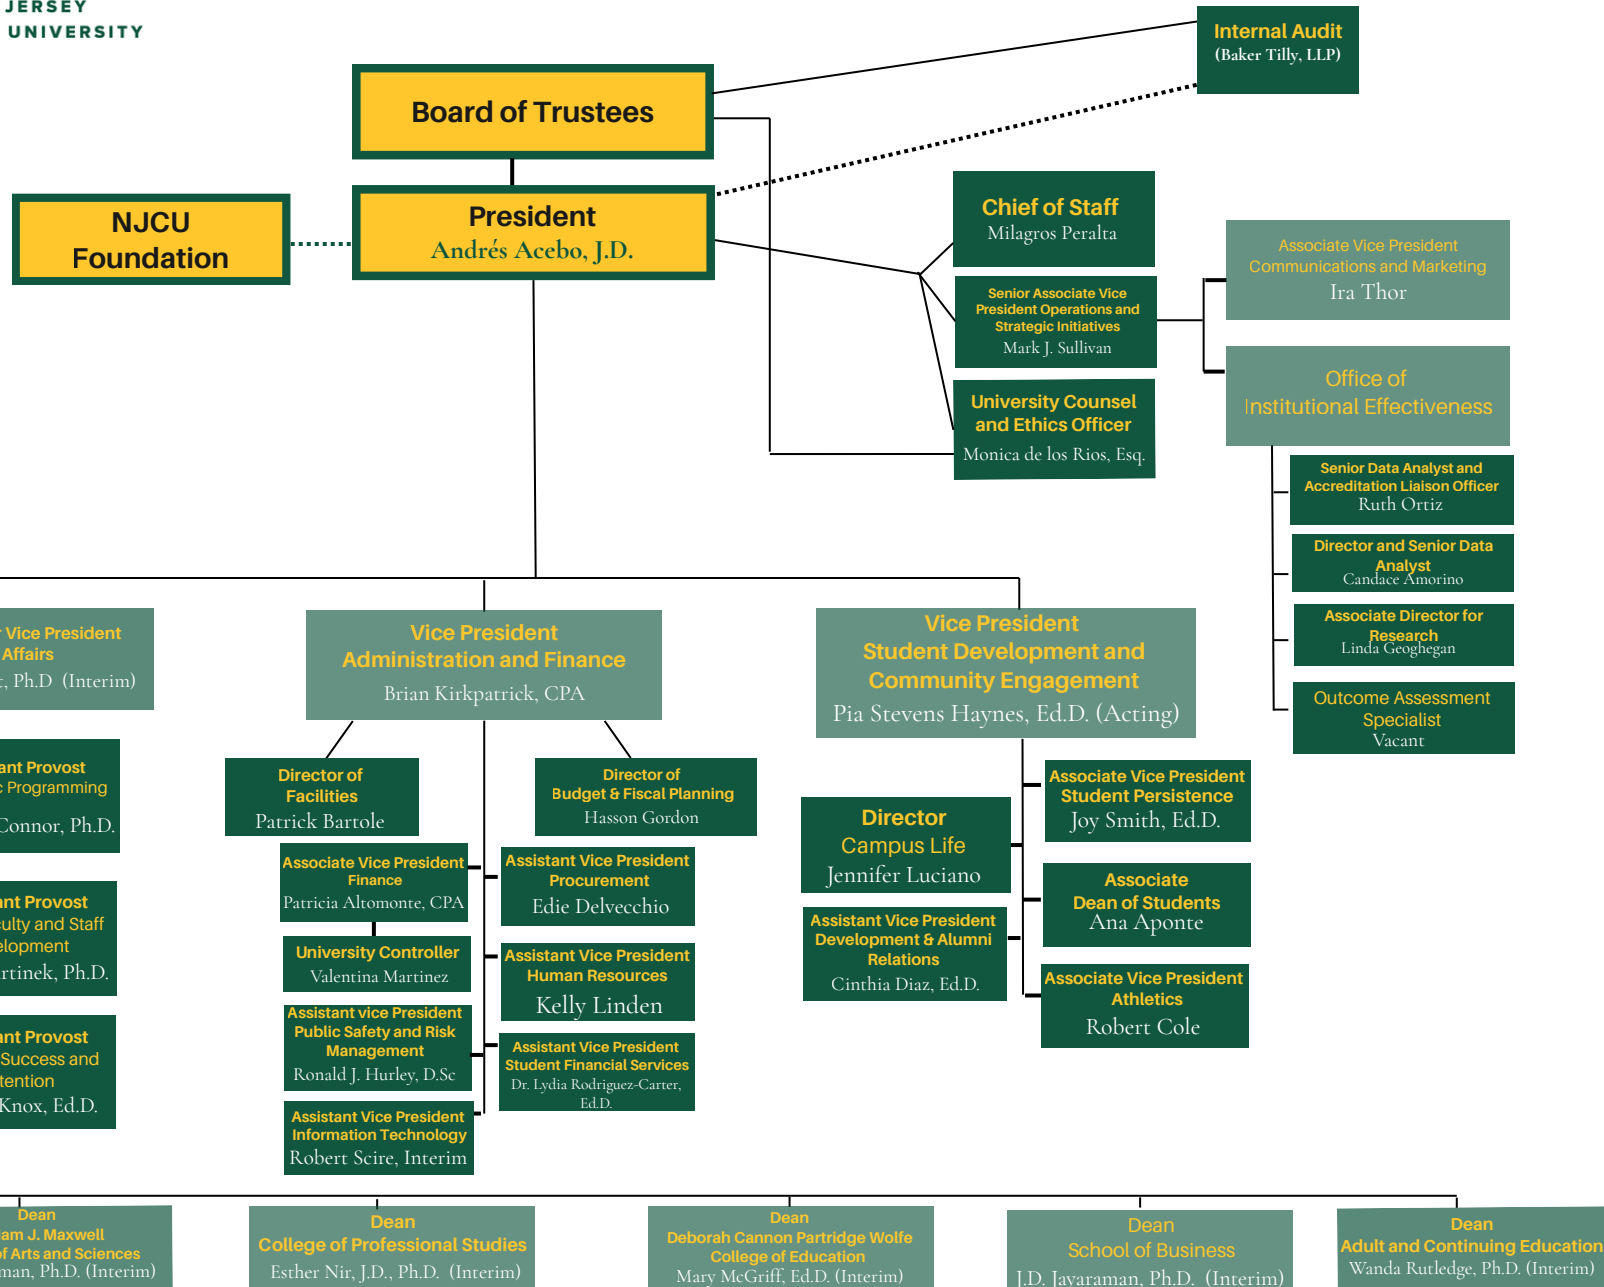 JERSEY
UNIVERSITY
Internal Audit
(Baker Tilly, LLP)
Board of Trustees
NJCU
Foundation
President
Andrés Acebo, J.D.
Chief of Staff
Milagros Peralta
Senior Associate Vice
President Operations and
Strategic Initiatives
Mark J. Sullivan
University Counsel
and Ethics Officer
Monica de los Rios, Esq.
Associate Vice President
Communications and Marketing
Ira Thor
Office of
Institutional Effectiveness
Senior Data Analyst and
Accreditation Liaison Officer
Ruth Ortiz
Director and Senior Data
Analyst
Candace Amorino
Associate Director for
Research
Linda Geoghegan
Outcome Assessment
Specialist
Vacant
Vice President
Affairs
Ph.D (Interim)
Provost
Programming
Connor, Ph.D.
Provost
and Staff
Ph.D.
Provost
Success and
Knox, Ed.D.
Vice President
Administration and Finance
Brian Kirkpatrick, CPA
Director of
Facilities
Patrick Bartole
Director of
Budget & Fiscal Planning
Hasson Gordon
Associate Vice President
Finance
Patricia Altomonte, CPA
University Controller
Valentina Martinez
Assistant vice President
Public Safety and Risk
Management
Ronald J. Hurley, D.Sc
Assistant Vice President
Information Technology
Robert Scire, Interim
Assistant Vice President
Procurement
Edie Delvecchio
Assistant Vice President
Human Resources
Kelly Linden
Assistant Vice President
Student Financial Services
Dr. Lydia Rodriguez-Carter,
Ed.D.
Vice President
Student Development and
Community Engagement
Pia Stevens Haynes, Ed.D. (Acting)
Director
Campus Life
Jennifer Luciano
Assistant Vice President
Development & Alumni
Relations
Cinthia Diaz, Ed.D.
Associate Vice President
Student Persistence
Joy Smith, Ed.D.
Associate
Dean of Students
Ana Aponte
Associate Vice President
Athletics
Robert Cole
Dean
J. Maxwell
of Arts and Sciences
Ph.D. (Interim)
Dean
College of Professional Studies
Esther Nir, J.D., Ph.D. (Interim)
Dean
Deborah Cannon Partridge Wolfe
College of Education
Mary McGriff, Ed.D. (Interim)
Dean
School of Business
J.D. Jayaraman, Ph.D. (Interim)
Dean
Adult and Continuing Education
Wanda Rutledge, Ph.D. (Interim)